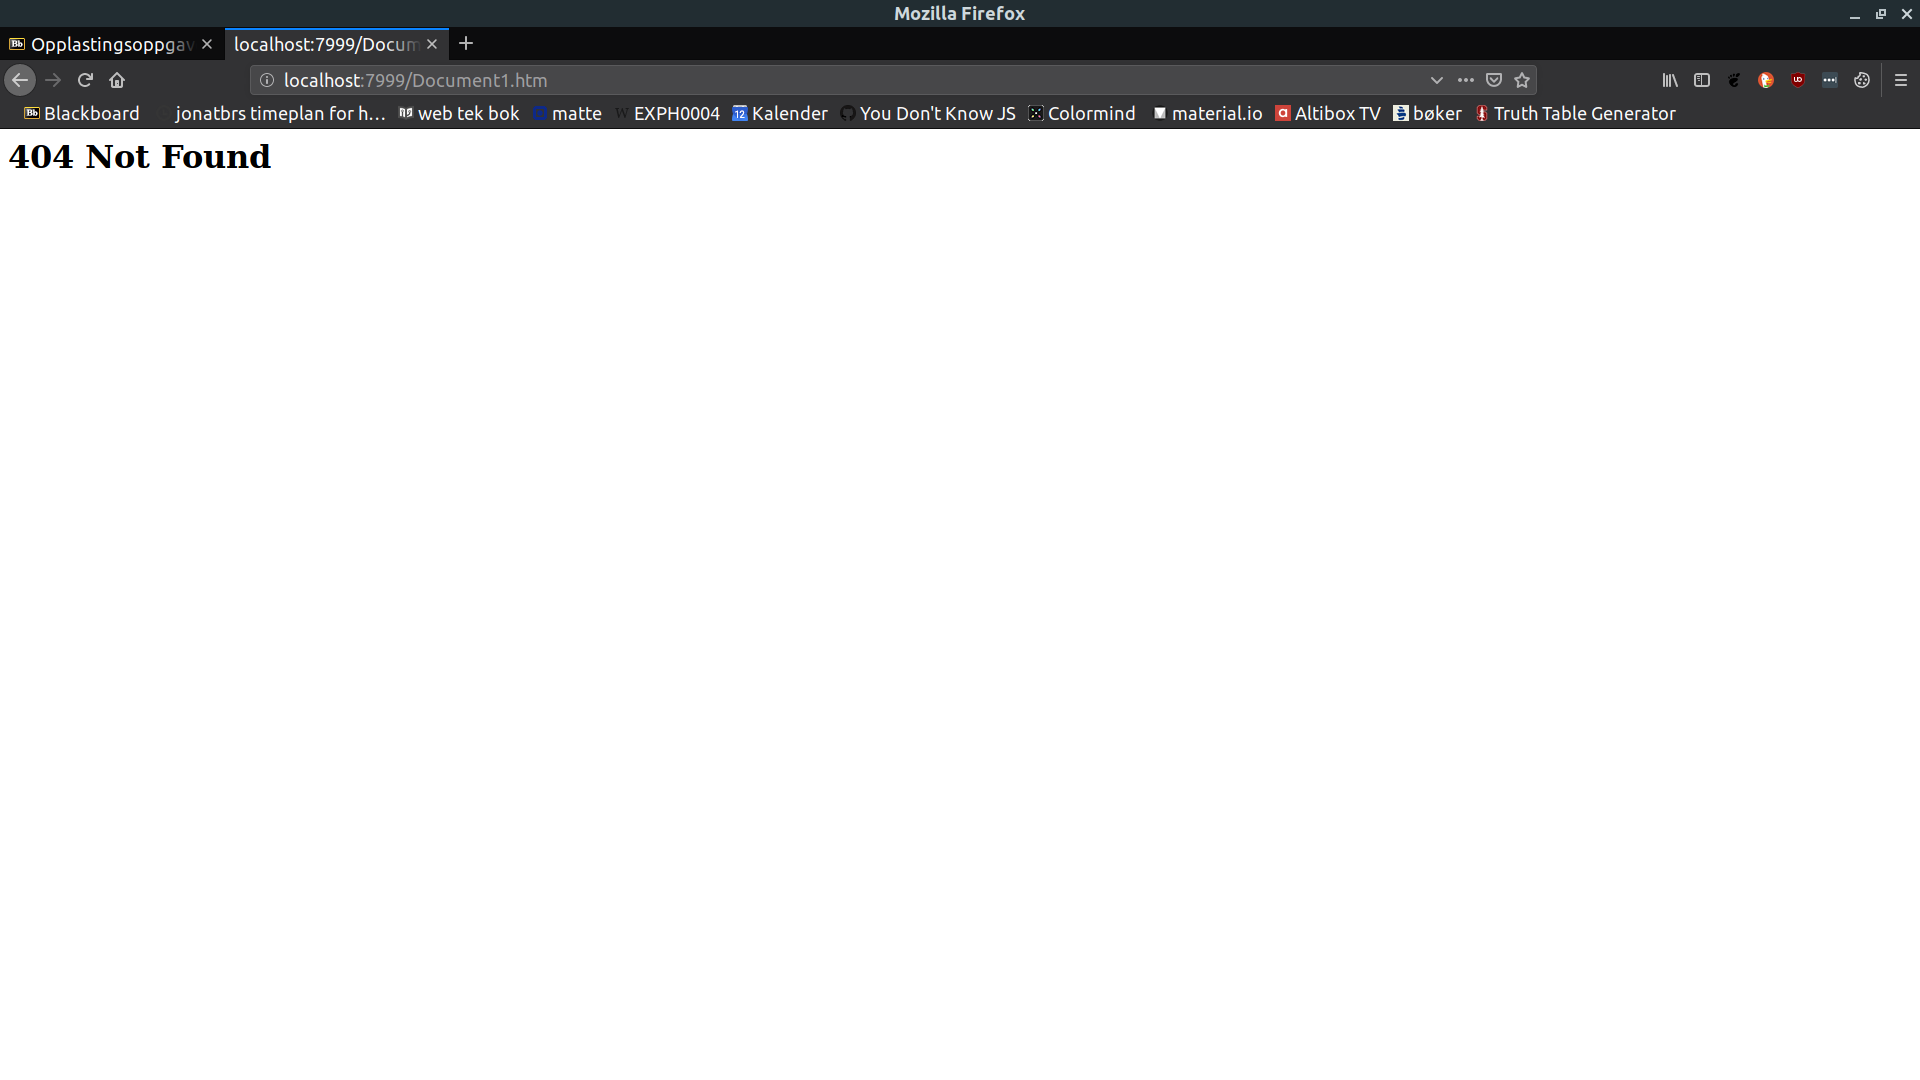 Mozilla Firefox
Opplastingsoppgav
localhost:7999/Docum
localhost:7999/Document1.htm
Blackboard jonatbrs timeplan for h... web tek bok matte EXPH0004 Kalender You Don't Know JS Colormind material.io Altibox TV bøker Truth Table Generator
404 Not Found